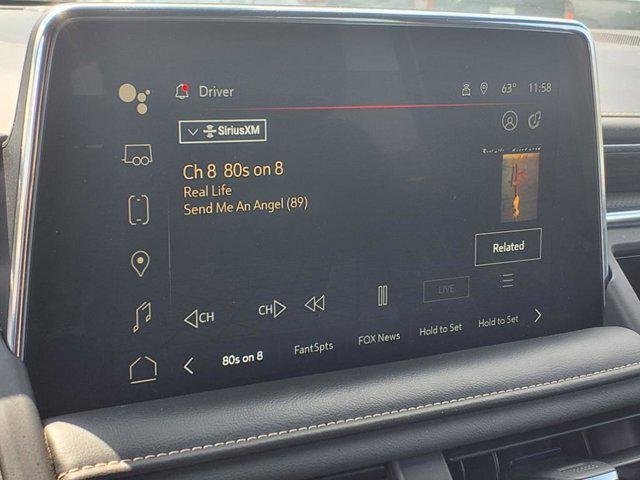 Driver 63° 11:58
SiriusXM
Ch 8 80s on 8
Real Life
Send Me An Angel (89)
Related
CH CH LIVE
80s on 8 FantSpts FOX News Hold to Set Hold to Set